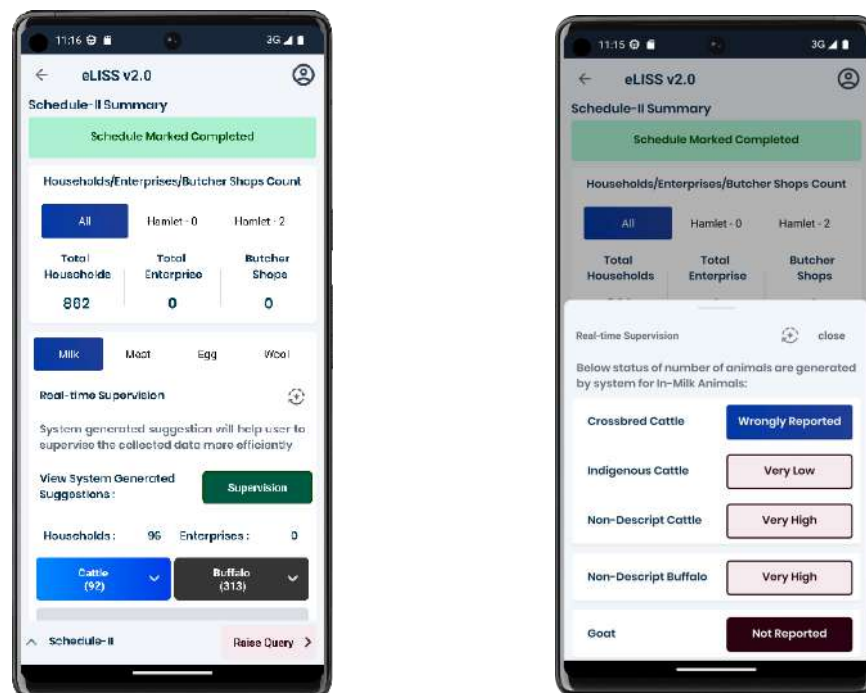 11:16
3G
eLISS v2.0
Schedule-II Summary
Schedule Marked Completed
Households/Enterprises/Butcher Shops Count
All
Hamlet - 0
Hamlet - 2
Total Households
Total Enterprise
Butcher Shops
882
0
0
Milk
Meat
Egg
Wool
Real-time Supervision
System generated suggestion will help user to
supervise the collected data more efficiently
View System Generated
Suggestions :
Supervision
Households : 96 Enterprises : 0
Cattle
(92)
Buffalo
(313)
Schedule-II
Raise Query
11:15
3G
eLISS v2.0
Schedule-II Summary
Schedule Marked Completed
Households/Enterprises/Butcher Shops Count
All
Hamlet - 0
Hamlet - 2
Total Households
Total Enterprise
Butcher Shops
Real-time Supervision
close
Below status of number of animals are generated
by system for In-Milk Animals:
Crossbred Cattle
Wrongly Reported
Indigenous Cattle
Very Low
Non-Descript Cattle
Very High
Non-Descript Buffalo
Very High
Goat
Not Reported